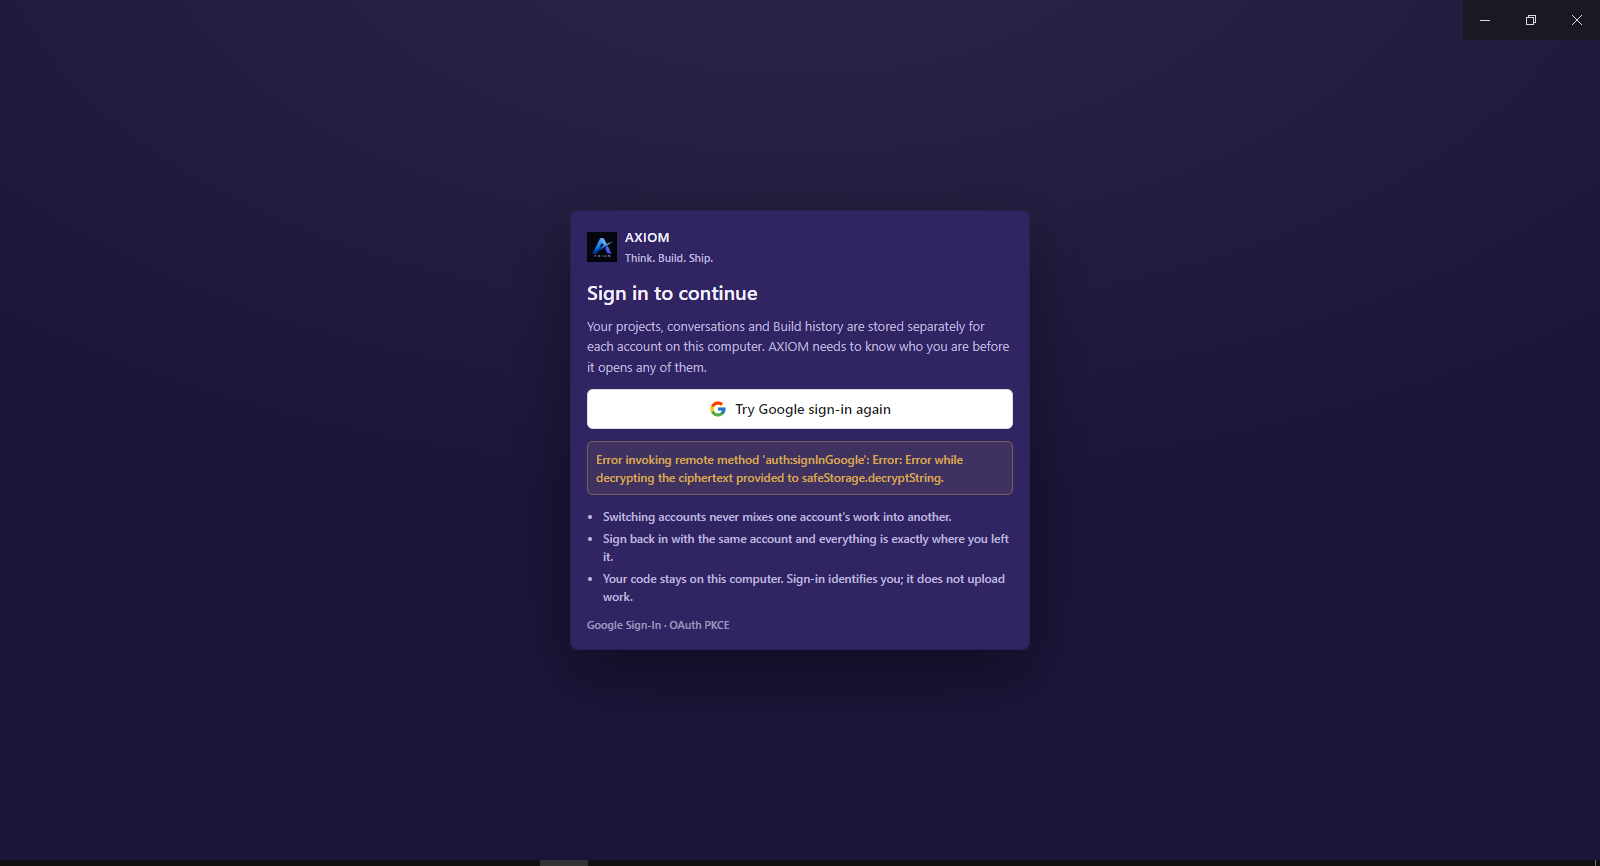 AXIOM
Think. Build. Ship.
Sign in to continue
Your projects, conversations and Build history are stored separately for
each account on this computer. AXIOM needs to know who you are before
it opens any of them.
Try Google sign-in again
Error invoking remote method 'auth:signInGoogle': Error: Error while
decrypting the ciphertext provided to safeStorage.decryptString.
• Switching accounts never mixes one account's work into another.
• Sign back in with the same account and everything is exactly where you left
it.
• Your code stays on this computer. Sign-in identifies you; it does not upload
work.
Google Sign-In · OAuth PKCE